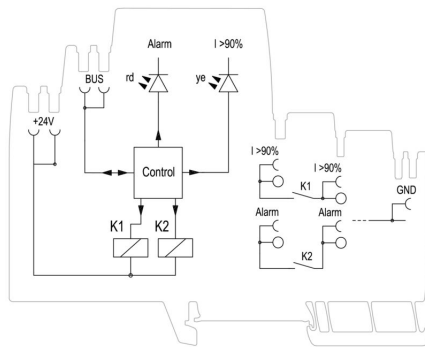 Alarm
I >90%
BUS
rd
ye
+24V
Control
I >90%
I >90%
K1
GND
K1
K2
Alarm
Alarm
K2